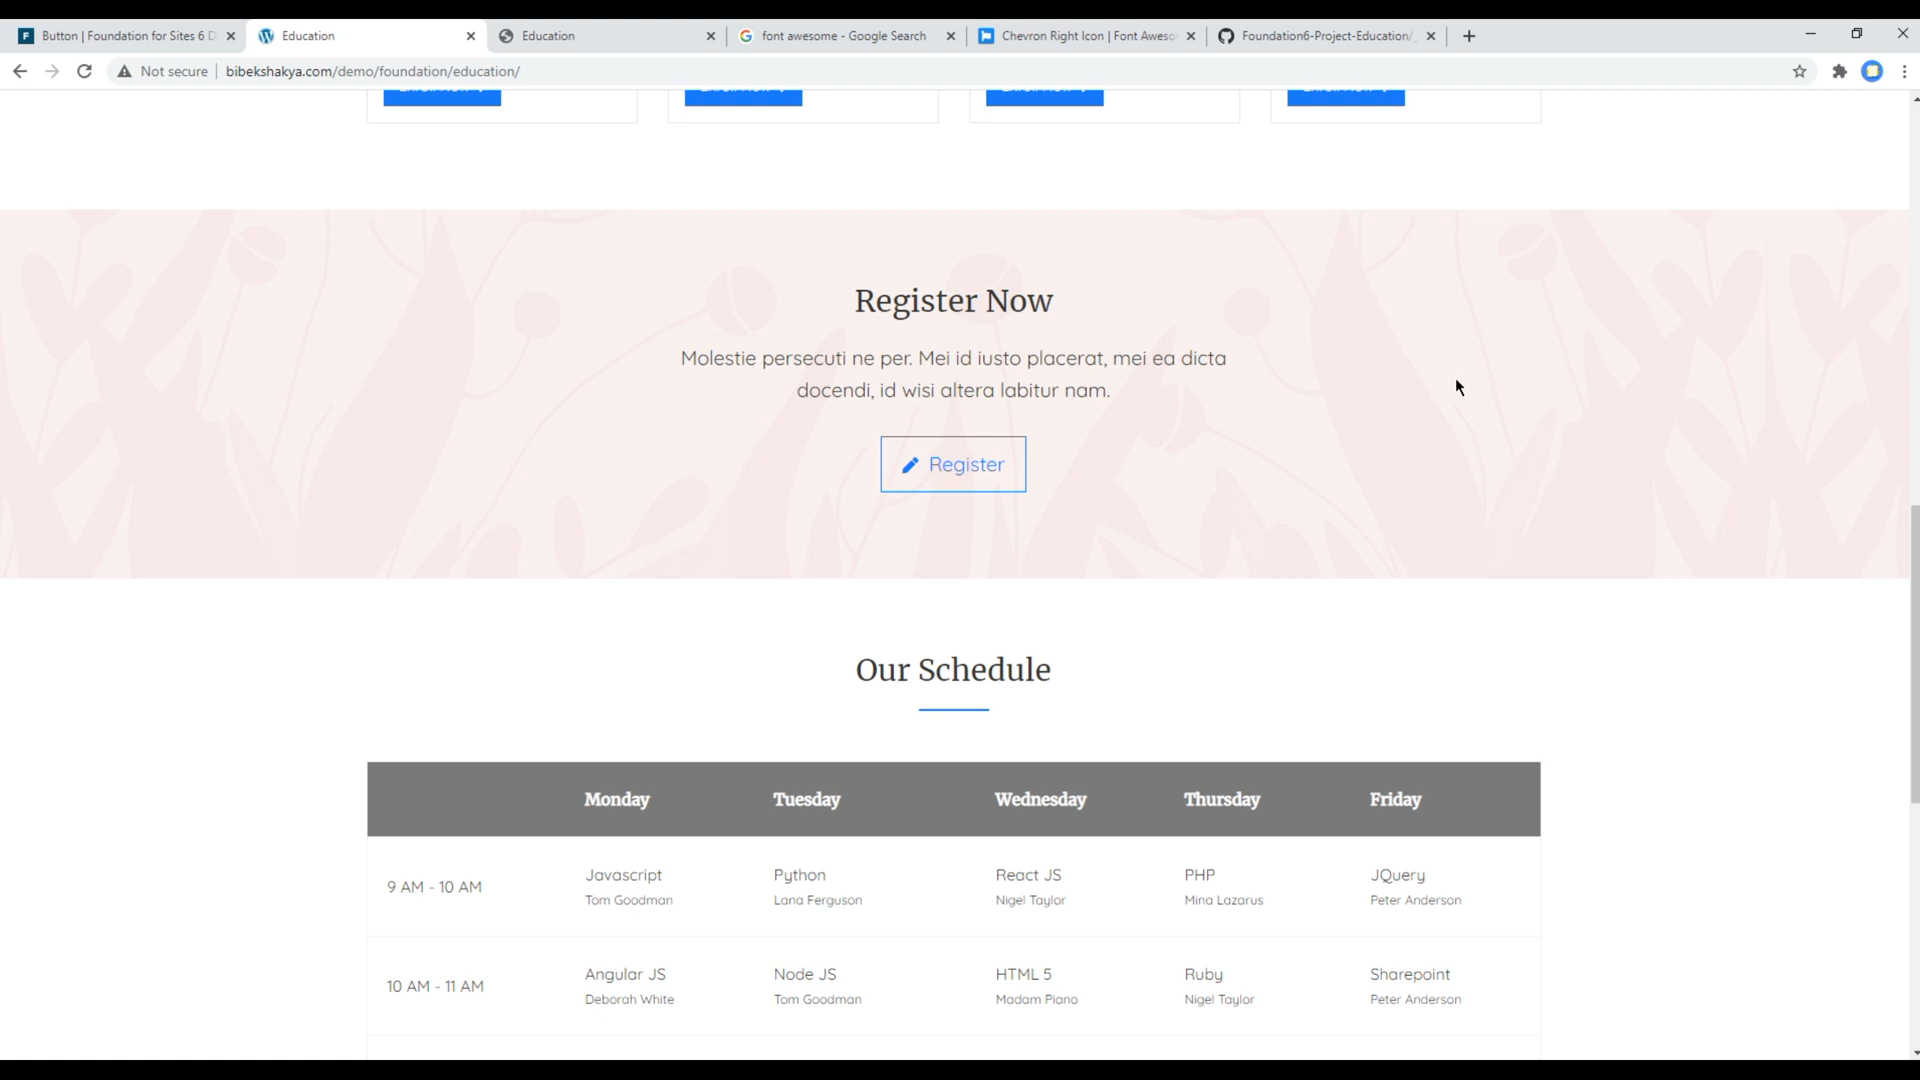 Button | Foundation for Sites 6 D
Education
Education
font awesome - Google Search
Chevron Right Icon | Font Aweso
Foundation6-Project-Education/
Not secure
bibekshakya.com/demo/foundation/education/
Register Now
Molestie persecuti ne per. Mei id iusto placerat, mei ea dicta
docendi, id wisi altera labitur nam.
Register
Our Schedule
Monday Tuesday Wednesday Thursday Friday
9 AM - 10 AM
Javascript Python React JS PHP JQuery
Tom Goodman Lana Ferguson Nigel Taylor Mina Lazarus Peter Anderson
10 AM - 11 AM
Angular JS Node JS HTML 5 Ruby Sharepoint
Deborah White Tom Goodman Madam Piano Nigel Taylor Peter Anderson